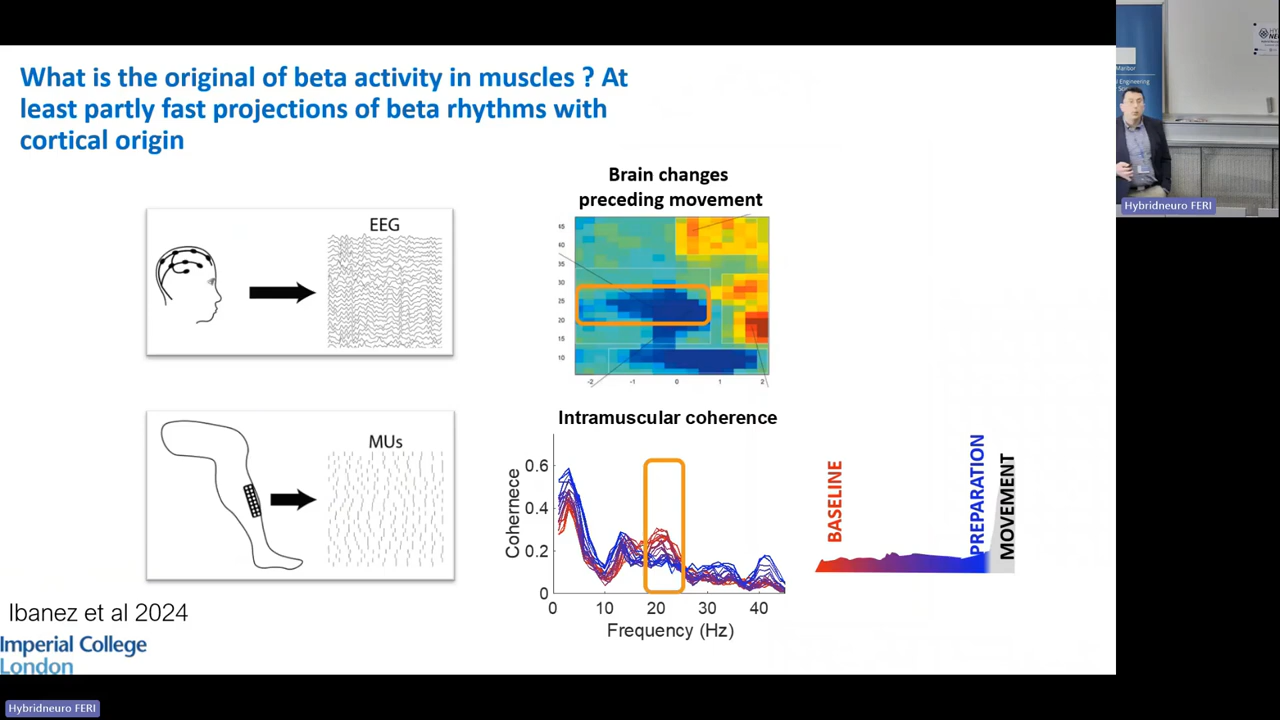 What is the original of beta activity in muscles ? At
least partly fast projections of beta rhythms with
cortical origin
EEG
MUs
Brain changes
preceding movement
45
40
35
30
25
20
15
10
-2 -1 0 1 2
Intramuscular coherence
Cohernece
0.6
0.4
0.2
0
0 10 20 30 40
Frequency (Hz)
BASELINE
PREPARATION
MOVEMENT
Ibanez et al 2024
Imperial College
London
Maribor
Engineering
Hybridneuro FERI
Hybridneuro FERI